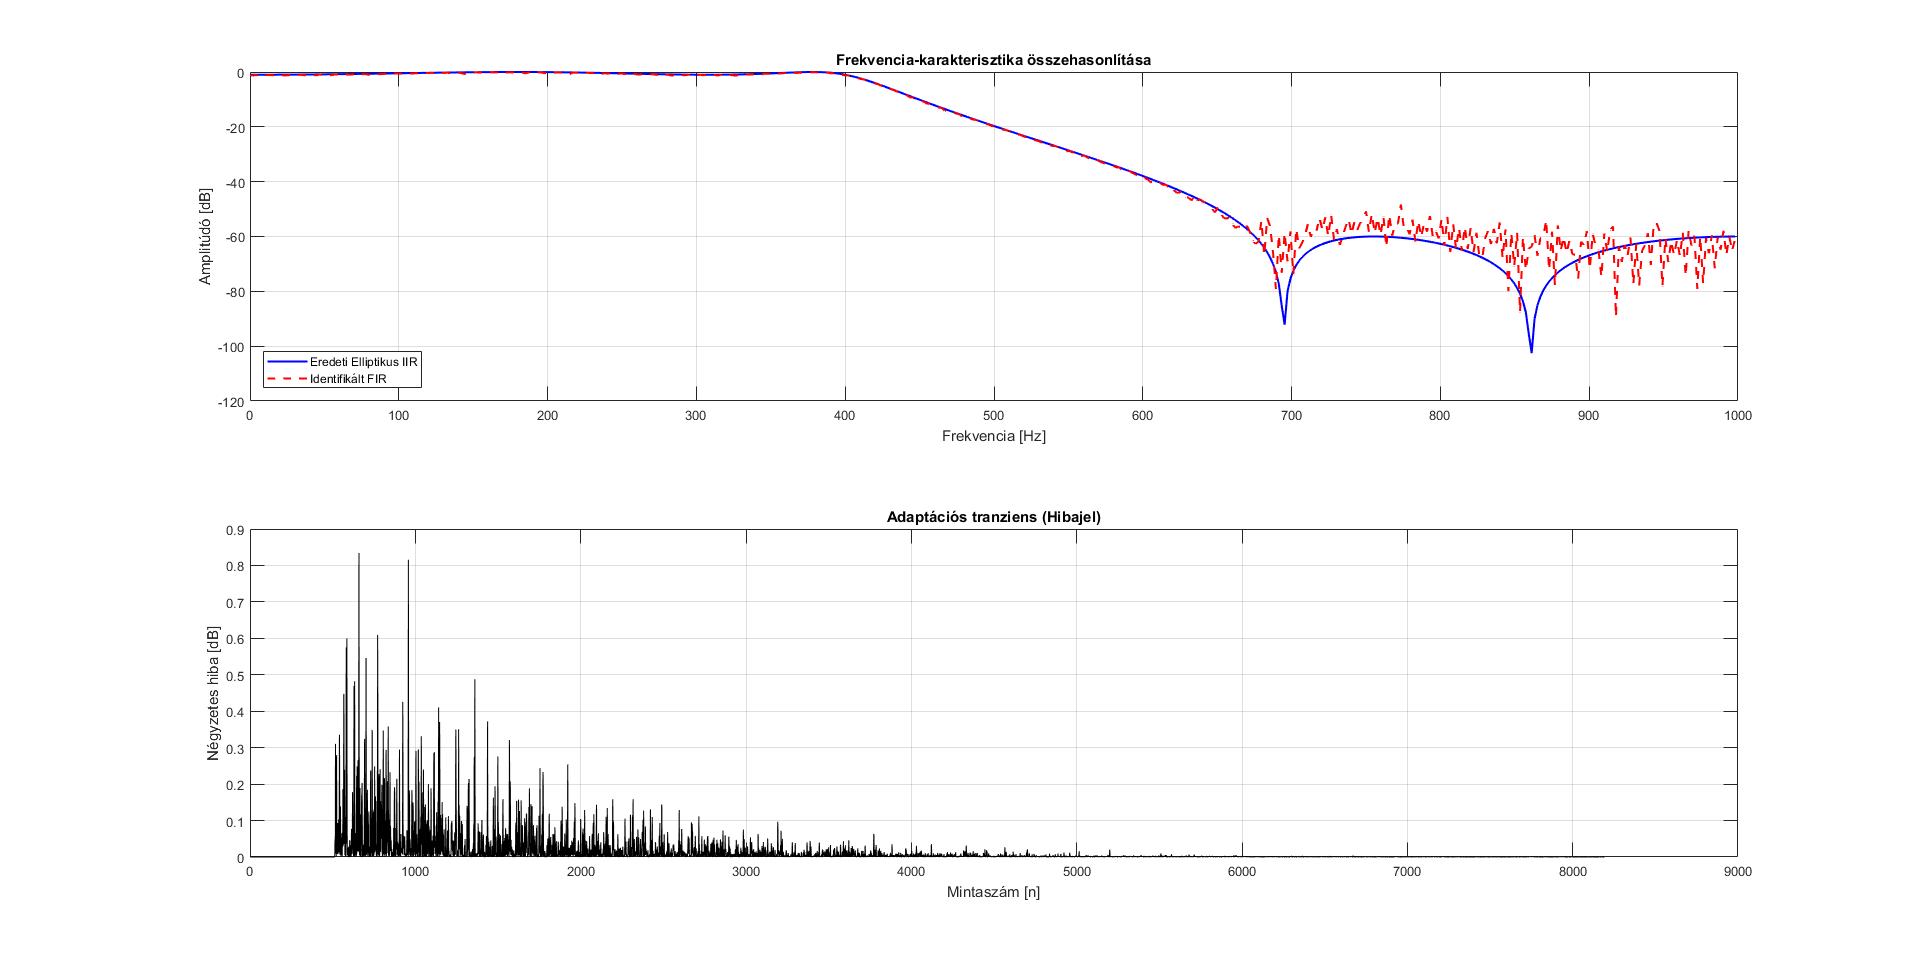 Frekvencia-karakterisztika összehasonlítása
0
-20
-40
-60
-80
-100
-120
Amplitúdó [dB]
Eredeti Elliptikus IIR
Identifikált FIR
0 100 200 300 400 500 600 700 800 900 1000
Frekvencia [Hz]
Adaptációs tranziens (Hibajel)
0.9
0.8
0.7
0.6
0.5
0.4
0.3
0.2
0.1
0
Négyzetes hiba [dB]
0 1000 2000 3000 4000 5000 6000 7000 8000 9000
Mintaszám [n]